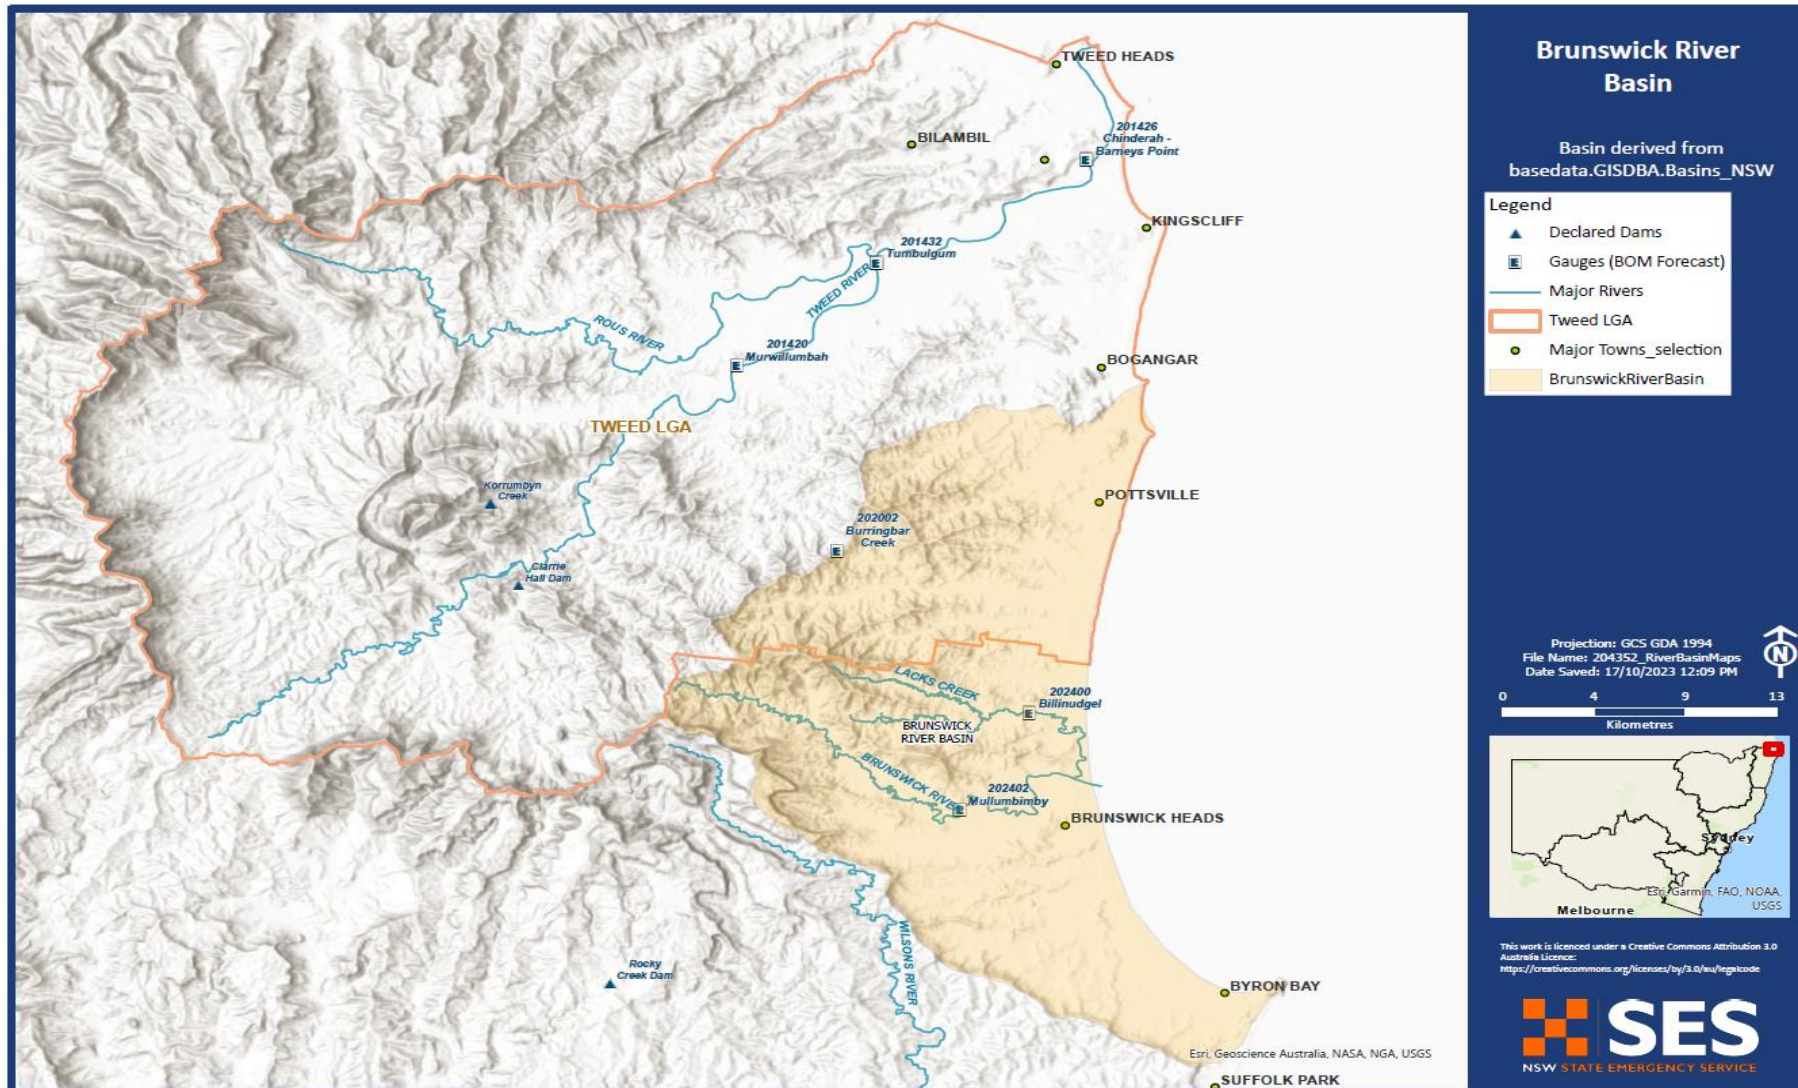 TWEED HEADS
BILAMBIL
201426
Chinderah -
Barneys Point
KINGSCLIFF
201432
Tumbulgum
TWEED RIVER
ROUS RIVER
201420
Murwillumbah
BOGANGAR
TWEED LGA
Korrumbyn
Creek
POTTSVILLE
202002
Burringbar
Creek
Clarrie
Hall Dam
LACKS CREEK
202400
Billinudgel
BRUNSWICK
RIVER BASIN
BRUNSWICK RIVER
202402
Mullumbimby
BRUNSWICK HEADS
WILSONS RIVER
Rocky
Creek Dam
BYRON BAY
Esri, Geoscience Australia, NASA, NGA, USGS
SUFFOLK PARK
Brunswick River
Basin
Basin derived from
basedata.GISDBA.Basins_NSW
Legend
Declared Dams
E Gauges (BOM Forecast)
Major Rivers
Tweed LGA
Major Towns_selection
BrunswickRiverBasin
Projection: GCS GDA 1994
File Name: 204352_RiverBasinMaps
Date Saved: 17/10/2023 12:09 PM
N
0 4 9 13
Kilometres
Sydney
Esri, Garmin, FAO, NOAA,
USGS
Melbourne
This work is licenced under a Creative Commons Attribution 3.0
Australia Licence:
https://creativecommons.org/licenses/by/3.0/au/legalcode
SES
NSW STATE EMERGENCY SERVICE